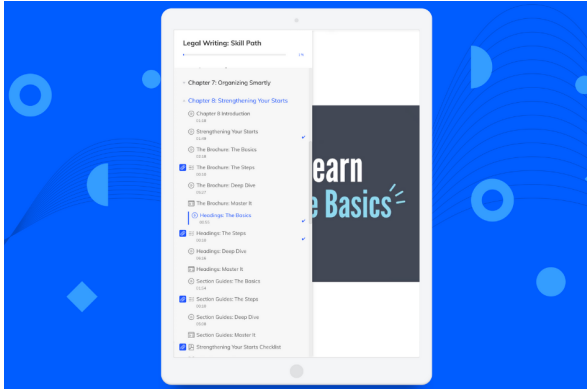 Legal Writing: Skill Path
Chapter 7: Organizing Smartly
Chapter 8: Strengthening Your Starts
Chapter 8 Introduction
Strengthening Your Starts
The Brochure: The Basics
The Brochure: The Steps
The Brochure: Deep Dive
The Brochure: Master It
Headings: The Basics
Headings: The Steps
Headings: Deep Dive
Headings: Master It
Section Guides: The Basics
Section Guides: The Steps
Section Guides: Deep Dive
Section Guides: Master It
Strengthening Your Starts Checklist
earn
Basics